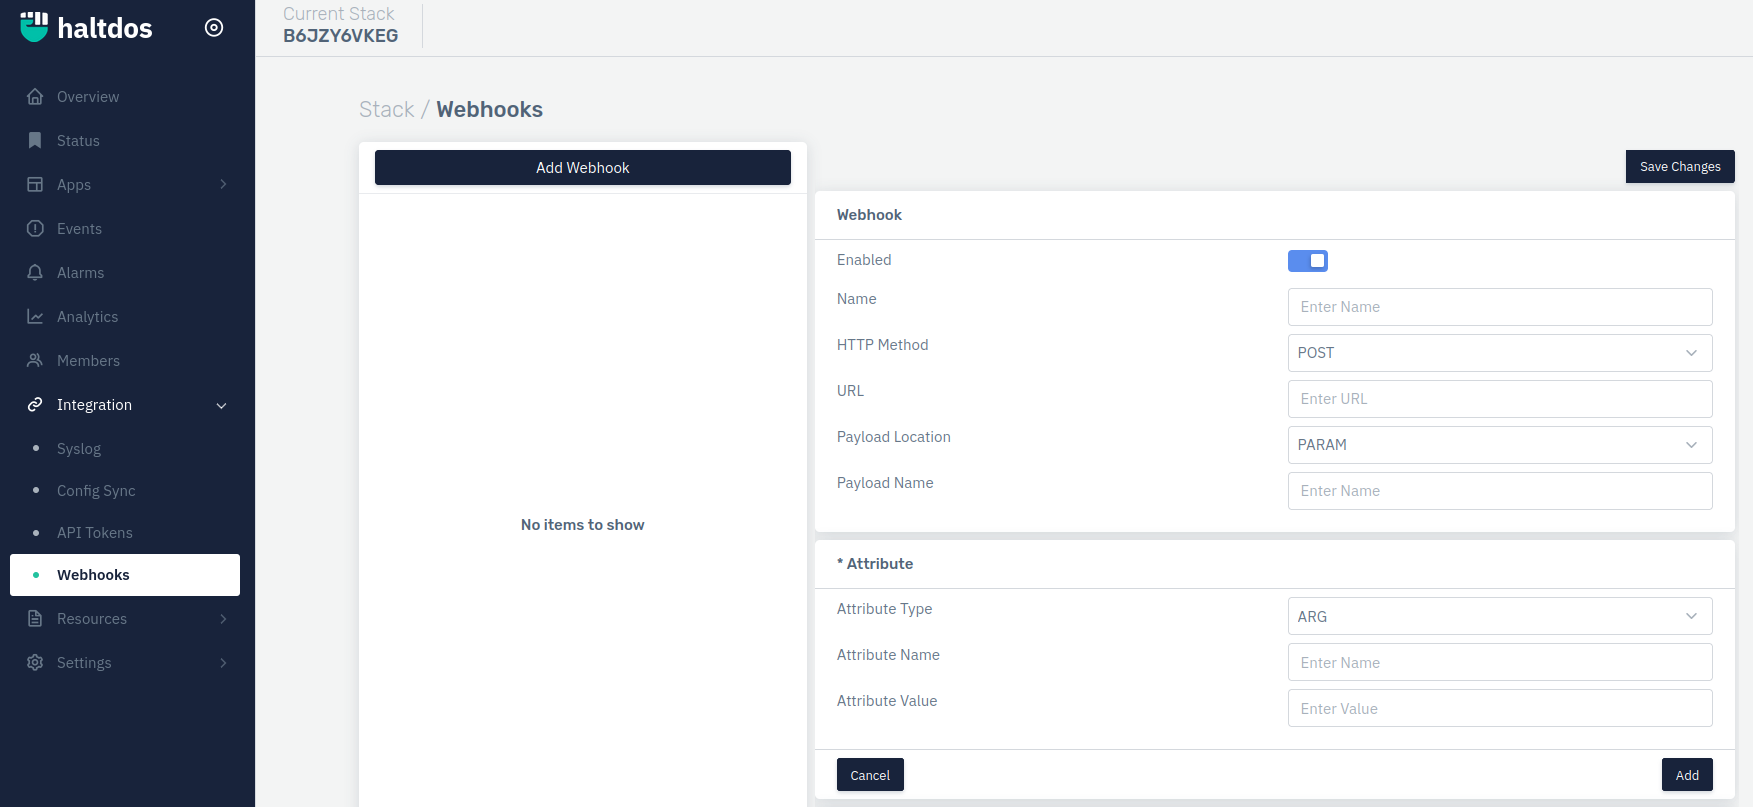 haltdos
Overview
Status
Apps
Events
Alarms
Analytics
Members
Integration
Syslog
Config Sync
API Tokens
Webhooks
Resources
Settings
Current Stack
B6JZY6VKEG
Stack / Webhooks
Add Webhook
No items to show
Save Changes
Webhook
Enabled
Name
Enter Name
HTTP Method
POST
URL
Enter URL
Payload Location
PARAM
Payload Name
Enter Name
* Attribute
Attribute Type
ARG
Attribute Name
Enter Name
Attribute Value
Enter Value
Cancel
Add